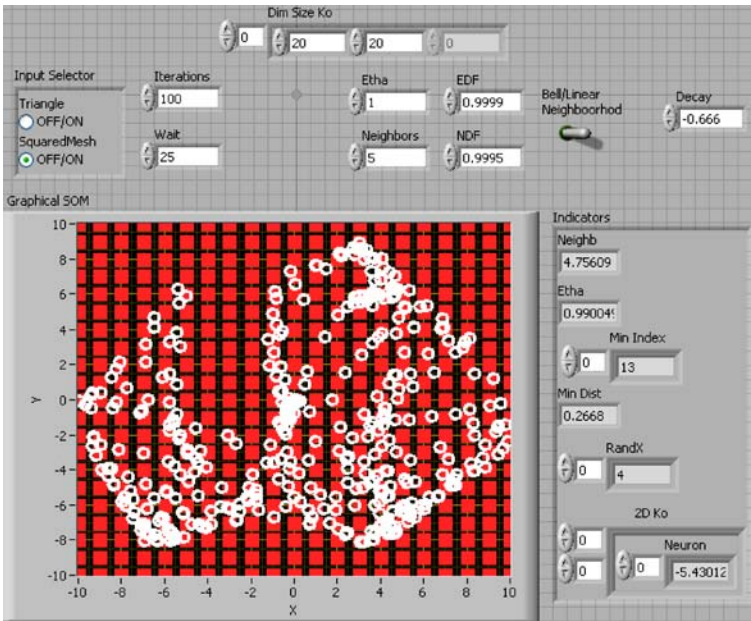 Dim Size Ko
0 20 20 0
Input Selector
Triangle
OFF/ON
SquaredMesh
OFF/ON
Iterations
100
Wait
25
Etha
1
EDF
0.9999
Neighbors
5
NDF
0.9995
Bell/Linear
Neighboorhod
Decay
-0.666
Graphical SOM
10-
8-
6-
4-
2-
0-
-2-
-4-
-6-
-8-
-10-
Y
-10 -8 -6 -4 -2 0 2 4 6 8 10
X
Indicators
Neighb
4.75609
Etha
0.990049
Min Index
0 13
Min Dist
0.2668
RandX
0 4
2D Ko
0
0
Neuron
0 -5.43012